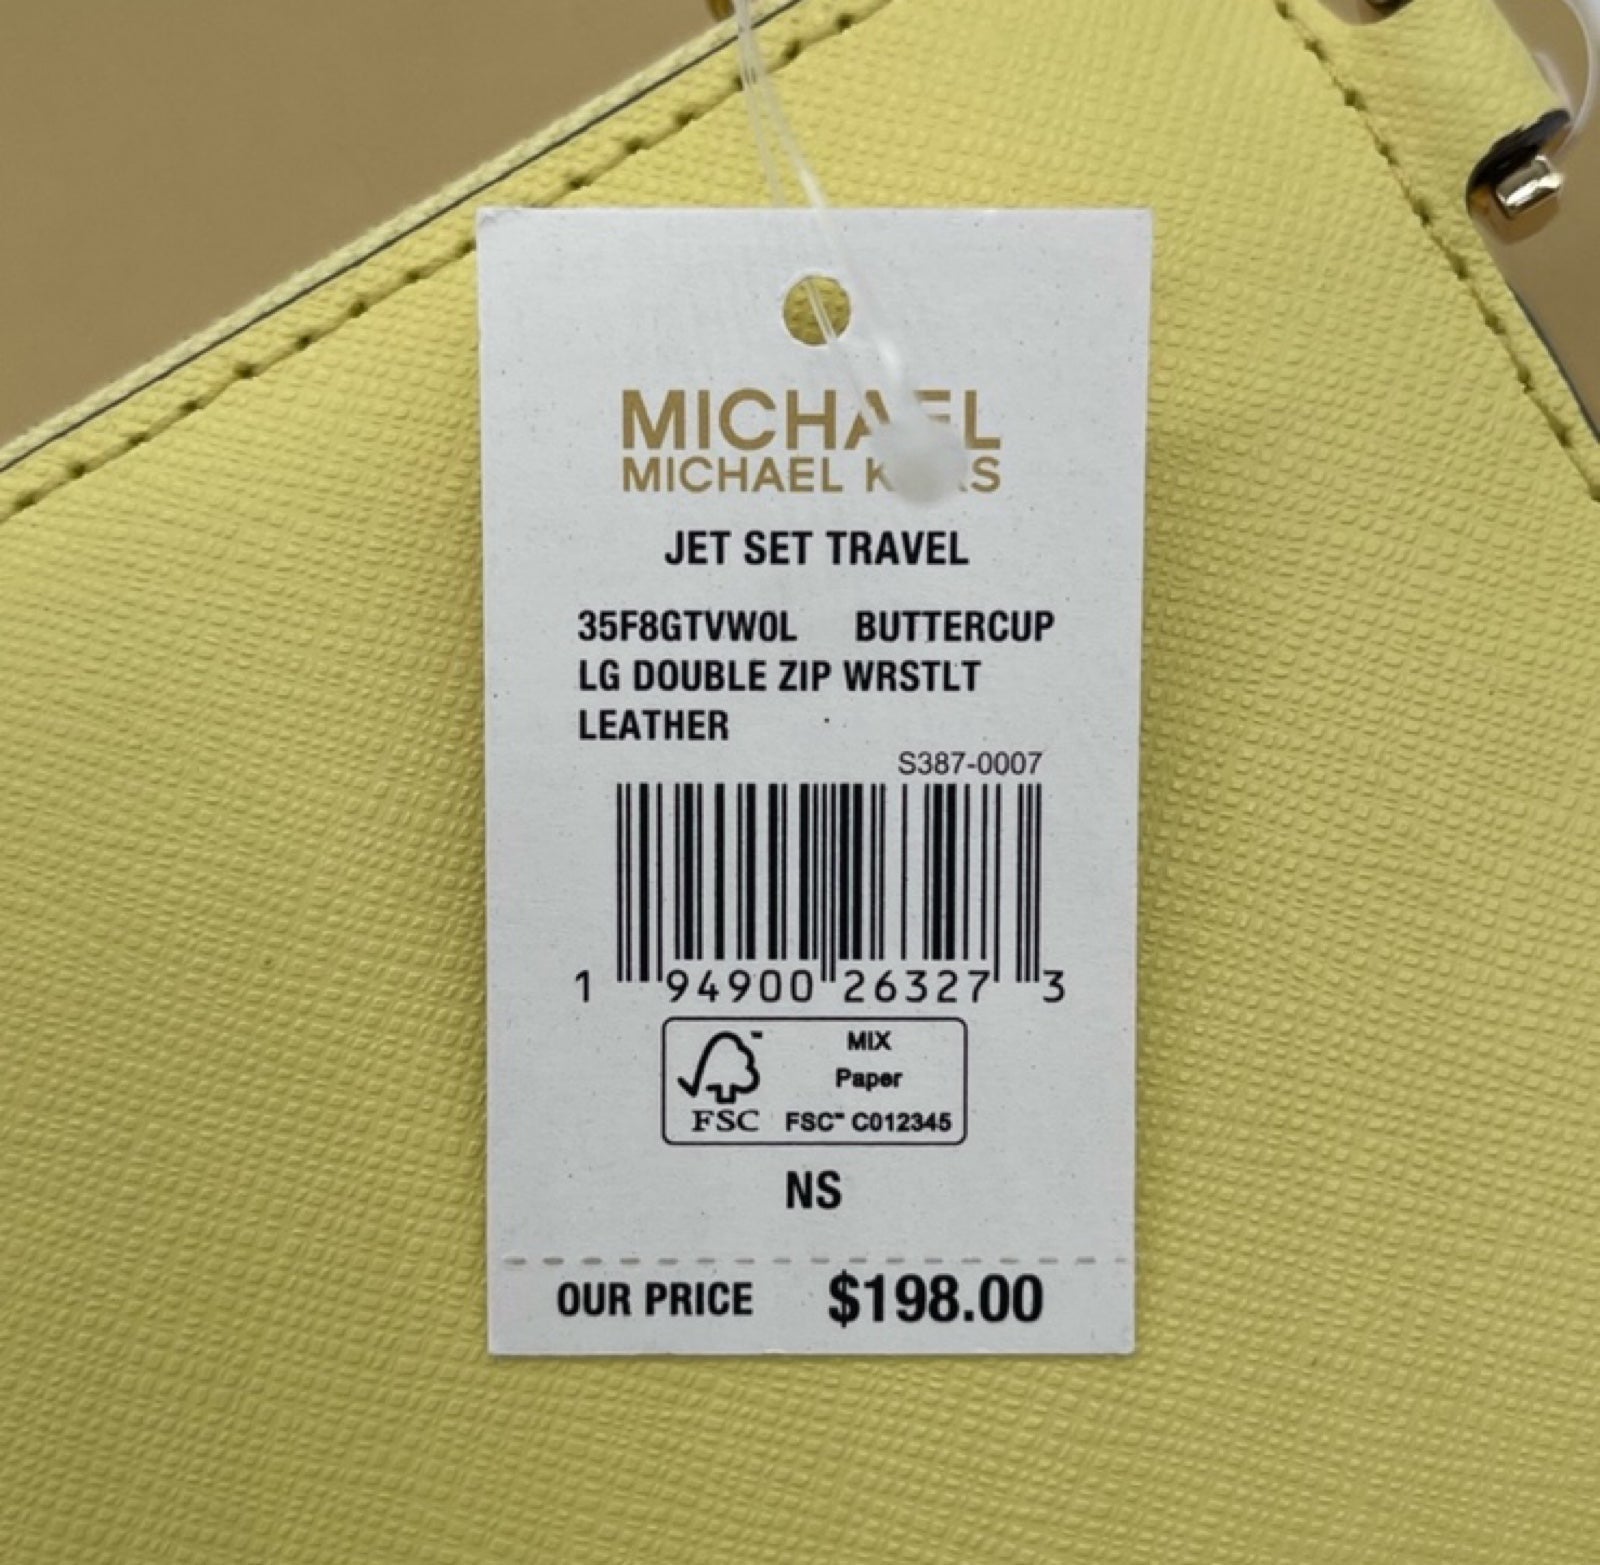 MICHAEL
MICHAEL KORS
JET SET TRAVEL
35F8GTVW0L BUTTERCUP
LG DOUBLE ZIP WRSTLT
LEATHER
S387-0007
1 94900 26327 3
MIX
Paper
FSC FSC™ C012345
NS
OUR PRICE $198.00